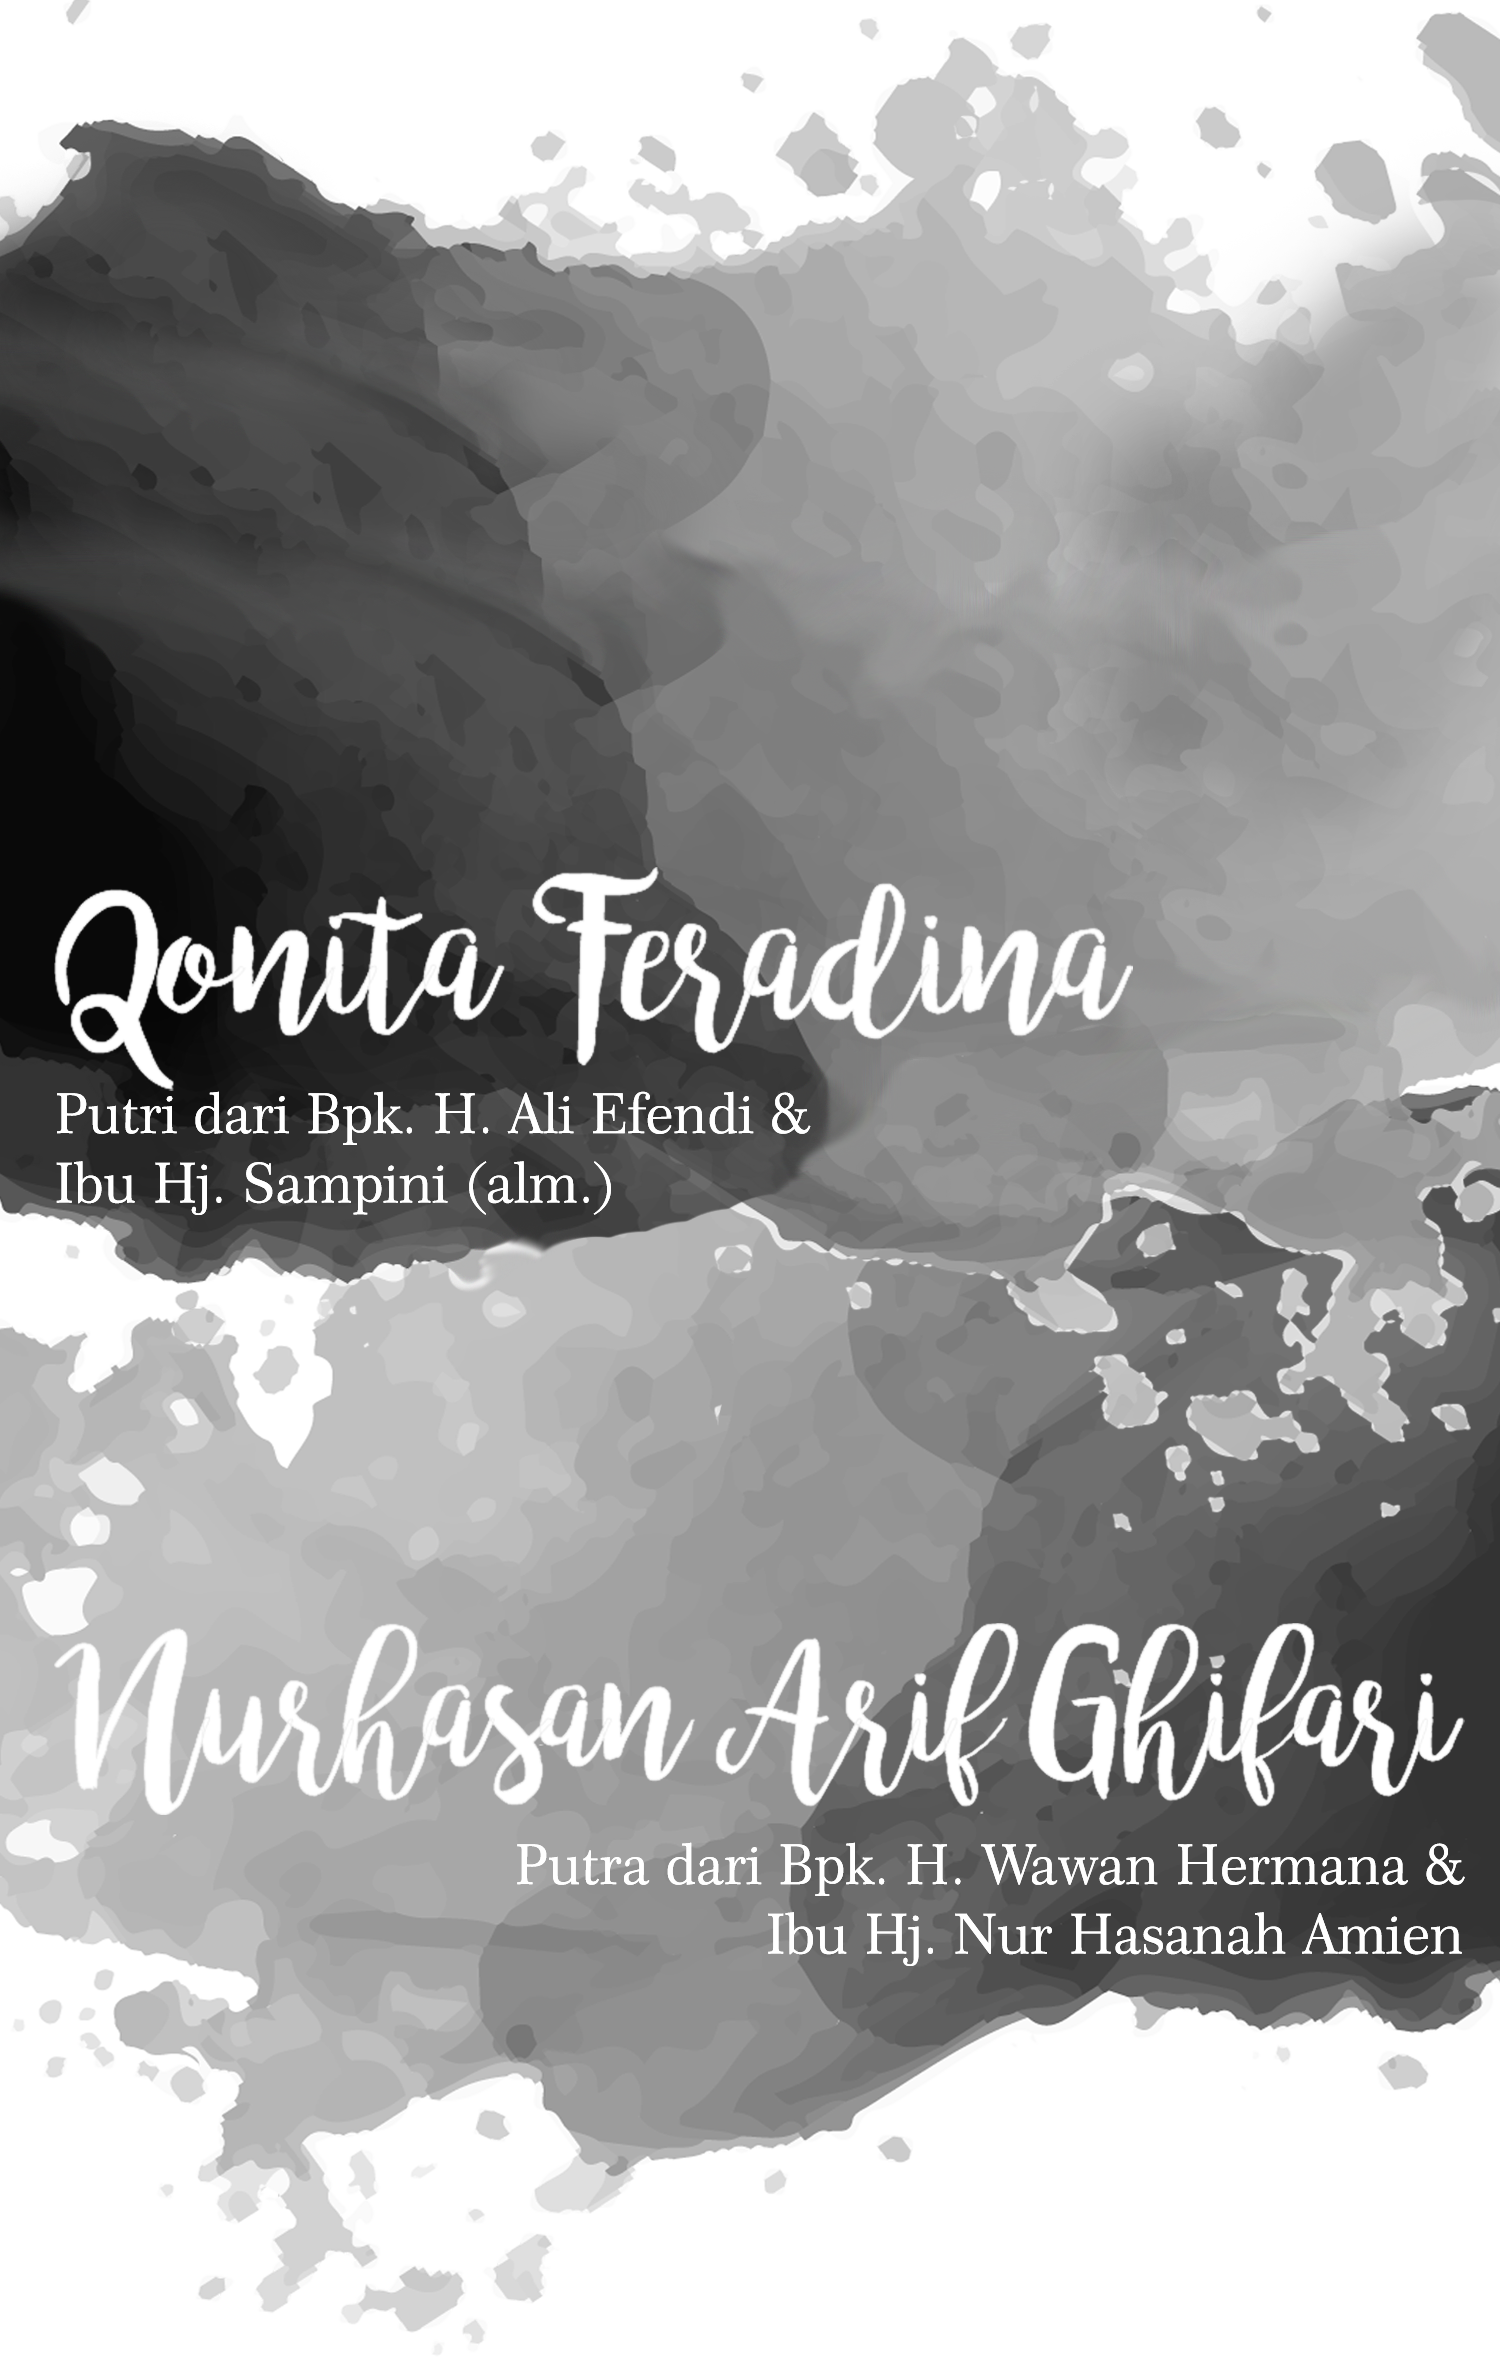 Qonita Feradina
Putri dari Bpk. H. Ali Efendi &
Ibu Hj. Sampini (alm.)
Nurhasan Arif Ghifari
Putra dari Bpk. H. Wawan Hermana &
Ibu Hj. Nur Hasanah Amien